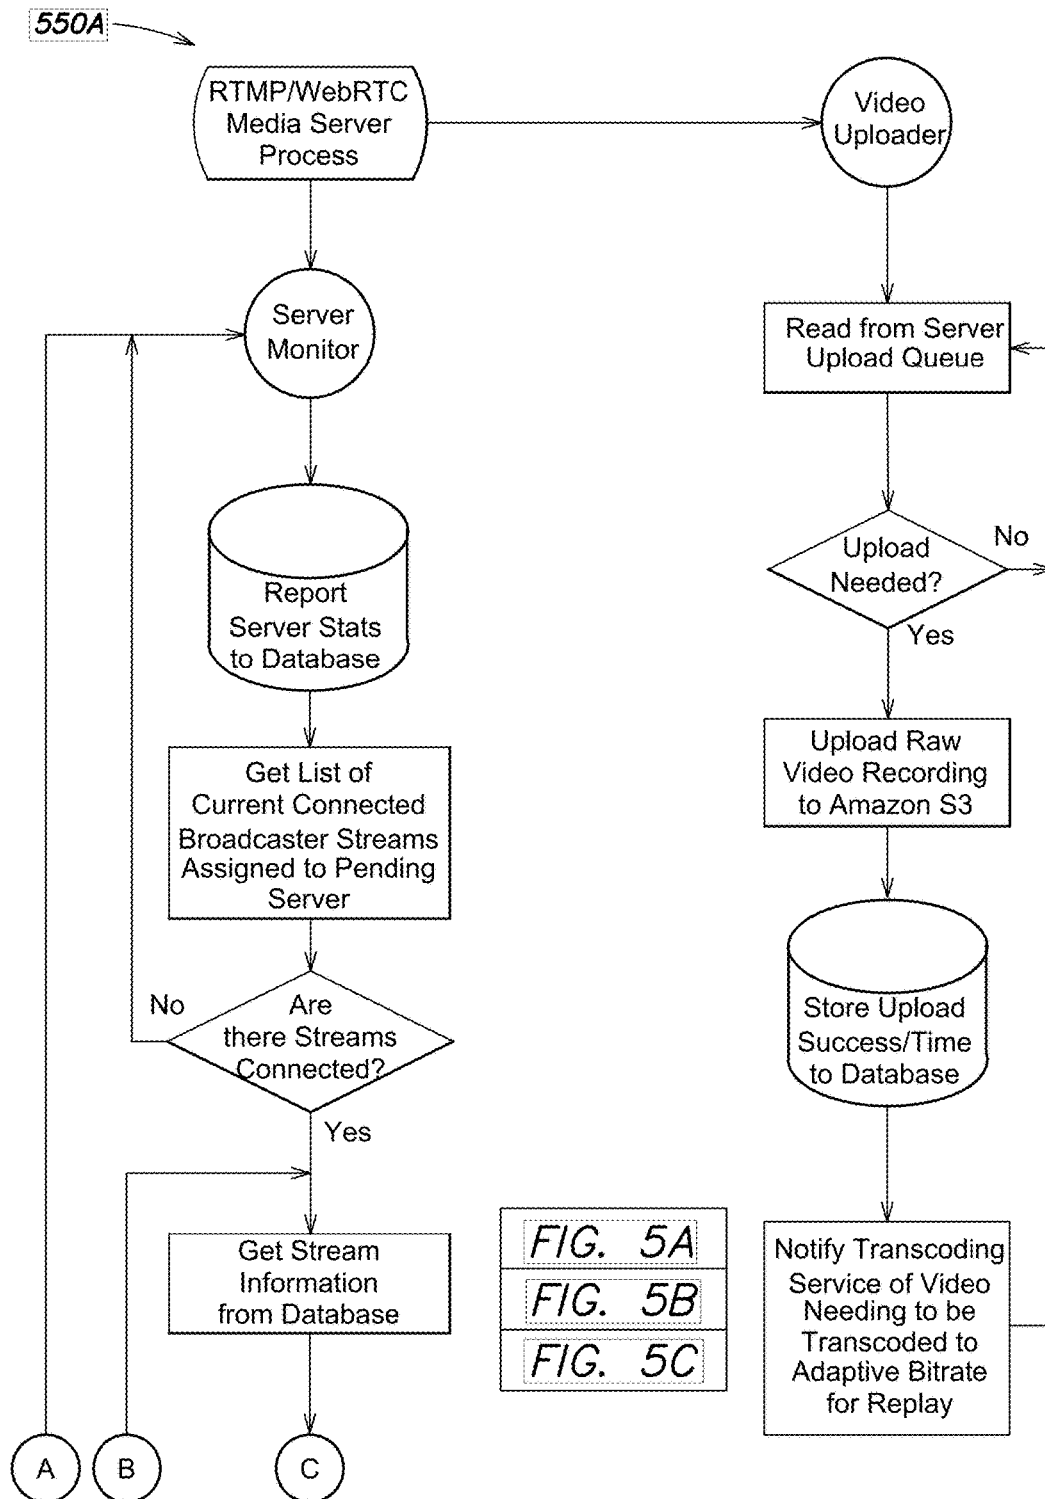 550A
RTMP/WebRTC
Media Server
Process
Video
Uploader
Server
Monitor
Read from Server
Upload Queue
Report
Server Stats
to Database
Upload
Needed?
No
Yes
Get List of
Current Connected
Broadcaster Streams
Assigned to Pending
Server
Upload Raw
Video Recording
to Amazon S3
No
Are
there Streams
Connected?
Yes
Store Upload
Success/Time
to Database
Get Stream
Information
from Database
FIG. 5A
FIG. 5B
FIG. 5C
Notify Transcoding
Service of Video
Needing to be
Transcoded to
Adaptive Bitrate
for Replay
A
B
C